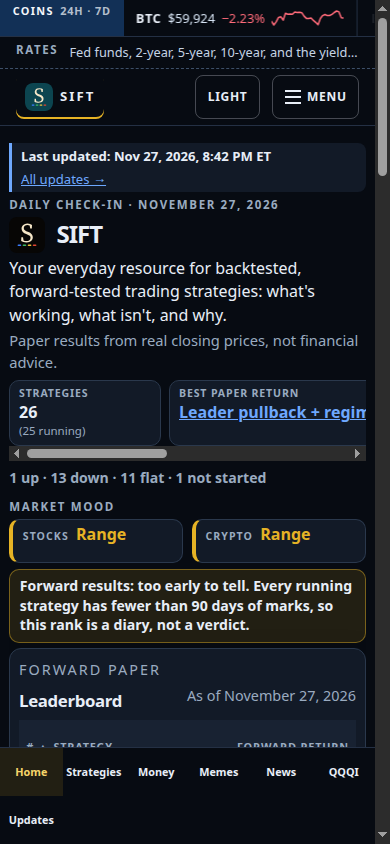 COINS 24H · 7D BTC $59,924 −2.23%
RATES Fed funds, 2-year, 5-year, 10-year, and the yield…
S SIFT LIGHT MENU
Last updated: Nov 27, 2026, 8:42 PM ET
All updates →
DAILY CHECK-IN · NOVEMBER 27, 2026
S SIFT
Your everyday resource for backtested,
forward-tested trading strategies: what's
working, what isn't, and why.
Paper results from real closing prices, not financial
advice.
STRATEGIES
26
(25 running)
BEST PAPER RETURN
Leader pullback + regim
1 up · 13 down · 11 flat · 1 not started
MARKET MOOD
STOCKS Range
CRYPTO Range
Forward results: too early to tell. Every running
strategy has fewer than 90 days of marks, so
this rank is a diary, not a verdict.
FORWARD PAPER
Leaderboard As of November 27, 2026
# · STRATEGY FORWARD RETURN
Home Strategies Money Memes News QQQI
Updates